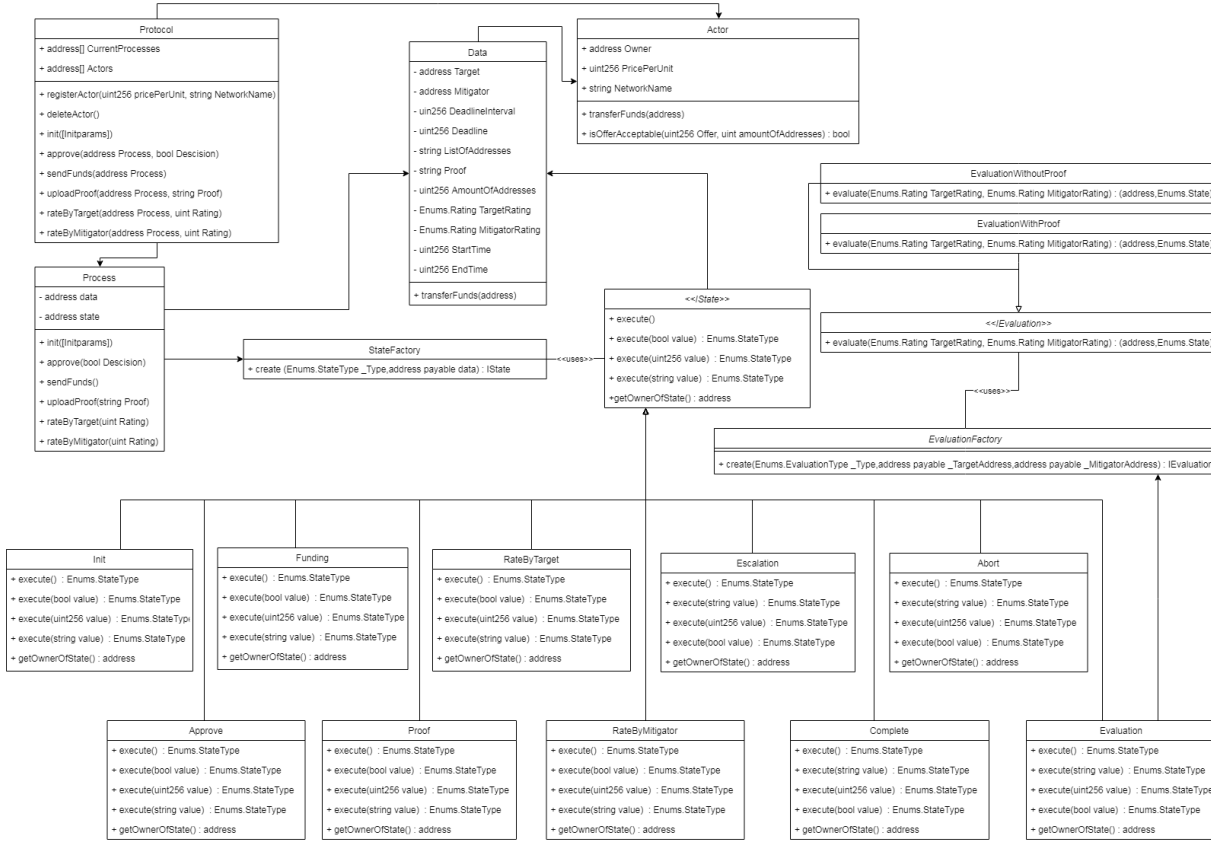 Protocol
+ address[] CurrentProcesses
+ address[] Actors
+ registerActor(uint256 pricePerUnit, string NetworkName)
+ deleteActor()
+ init([Initparams])
+ approve(address Process, bool Descision)
+ sendFunds(address Process)
+ uploadProof(address Process, string Proof)
+ rateByTarget(address Process, uint Rating)
+ rateByMitigator(address Process, uint Rating)
Data
- address Target
- address Mitigator
- uin256 DeadlineInterval
- uint256 Deadline
- string ListOfAddresses
- string Proof
- uint256 AmountOfAddresses
- Enums.Rating TargetRating
- Enums.Rating MitigatorRating
- uint256 StartTime
- uint256 EndTime
+ transferFunds(address)
Actor
+ address Owner
+ uint256 PricePerUnit
+ string NetworkName
+ transferFunds(address)
+ isOfferAcceptable(uint256 Offer, uint amountOfAddresses) : bool
EvaluationWithoutProof
+ evaluate(Enums.Rating TargetRating, Enums.Rating MitigatorRating) : (address,Enums.State)
EvaluationWithProof
+ evaluate(Enums.Rating TargetRating, Enums.Rating MitigatorRating) : (address,Enums.State)
Process
- address data
- address state
+ init([Initparams])
+ approve(bool Descision)
+ sendFunds()
+ uploadProof(string Proof)
+ rateByTarget(uint Rating)
+ rateByMitigator(uint Rating)
StateFactory
+ create (Enums.StateType _Type,address payable data) : IState
<<uses>>
<<IState>>
+ execute()
+ execute(bool value) : Enums.StateType
+ execute(uint256 value) : Enums.StateType
+ execute(string value) : Enums.StateType
+getOwnerOfState() : address
<<IEvaluation>>
+ evaluate(Enums.Rating TargetRating, Enums.Rating MitigatorRating) : (address,Enums.State)
<<uses>>
EvaluationFactory
+ create(Enums.EvaluationType _Type,address payable _TargetAddress,address payable _MitigatorAddress) : IEvaluation
Init
+ execute() : Enums.StateType
+ execute(bool value) : Enums.StateType
+ execute(uint256 value) : Enums.StateType
+ execute(string value) : Enums.StateType
+ getOwnerOfState() : address
Funding
+ execute() : Enums.StateType
+ execute(bool value) : Enums.StateType
+ execute(uint256 value) : Enums.StateType
+ execute(string value) : Enums.StateType
+ getOwnerOfState() : address
RateByTarget
+ execute() : Enums.StateType
+ execute(bool value) : Enums.StateType
+ execute(uint256 value) : Enums.StateType
+ execute(string value) : Enums.StateType
+ getOwnerOfState() : address
Escalation
+ execute() : Enums.StateType
+ execute(string value) : Enums.StateType
+ execute(uint256 value) : Enums.StateType
+ execute(bool value) : Enums.StateType
+ getOwnerOfState() : address
Abort
+ execute() : Enums.StateType
+ execute(string value) : Enums.StateType
+ execute(uint256 value) : Enums.StateType
+ execute(bool value) : Enums.StateType
+ getOwnerOfState() : address
Approve
+ execute() : Enums.StateType
+ execute(bool value) : Enums.StateType
+ execute(uint256 value) : Enums.StateType
+ execute(string value) : Enums.StateType
+ getOwnerOfState() : address
Proof
+ execute() : Enums.StateType
+ execute(bool value) : Enums.StateType
+ execute(uint256 value) : Enums.StateType
+ execute(string value) : Enums.StateType
+ getOwnerOfState() : address
RateByMitigator
+ execute() : Enums.StateType
+ execute(bool value) : Enums.StateType
+ execute(uint256 value) : Enums.StateType
+ execute(string value) : Enums.StateType
+ getOwnerOfState() : address
Complete
+ execute() : Enums.StateType
+ execute(string value) : Enums.StateType
+ execute(uint256 value) : Enums.StateType
+ execute(bool value) : Enums.StateType
+ getOwnerOfState() : address
Evaluation
+ execute() : Enums.StateType
+ execute(string value) : Enums.StateType
+ execute(uint256 value) : Enums.StateType
+ execute(bool value) : Enums.StateType
+ getOwnerOfState() : address